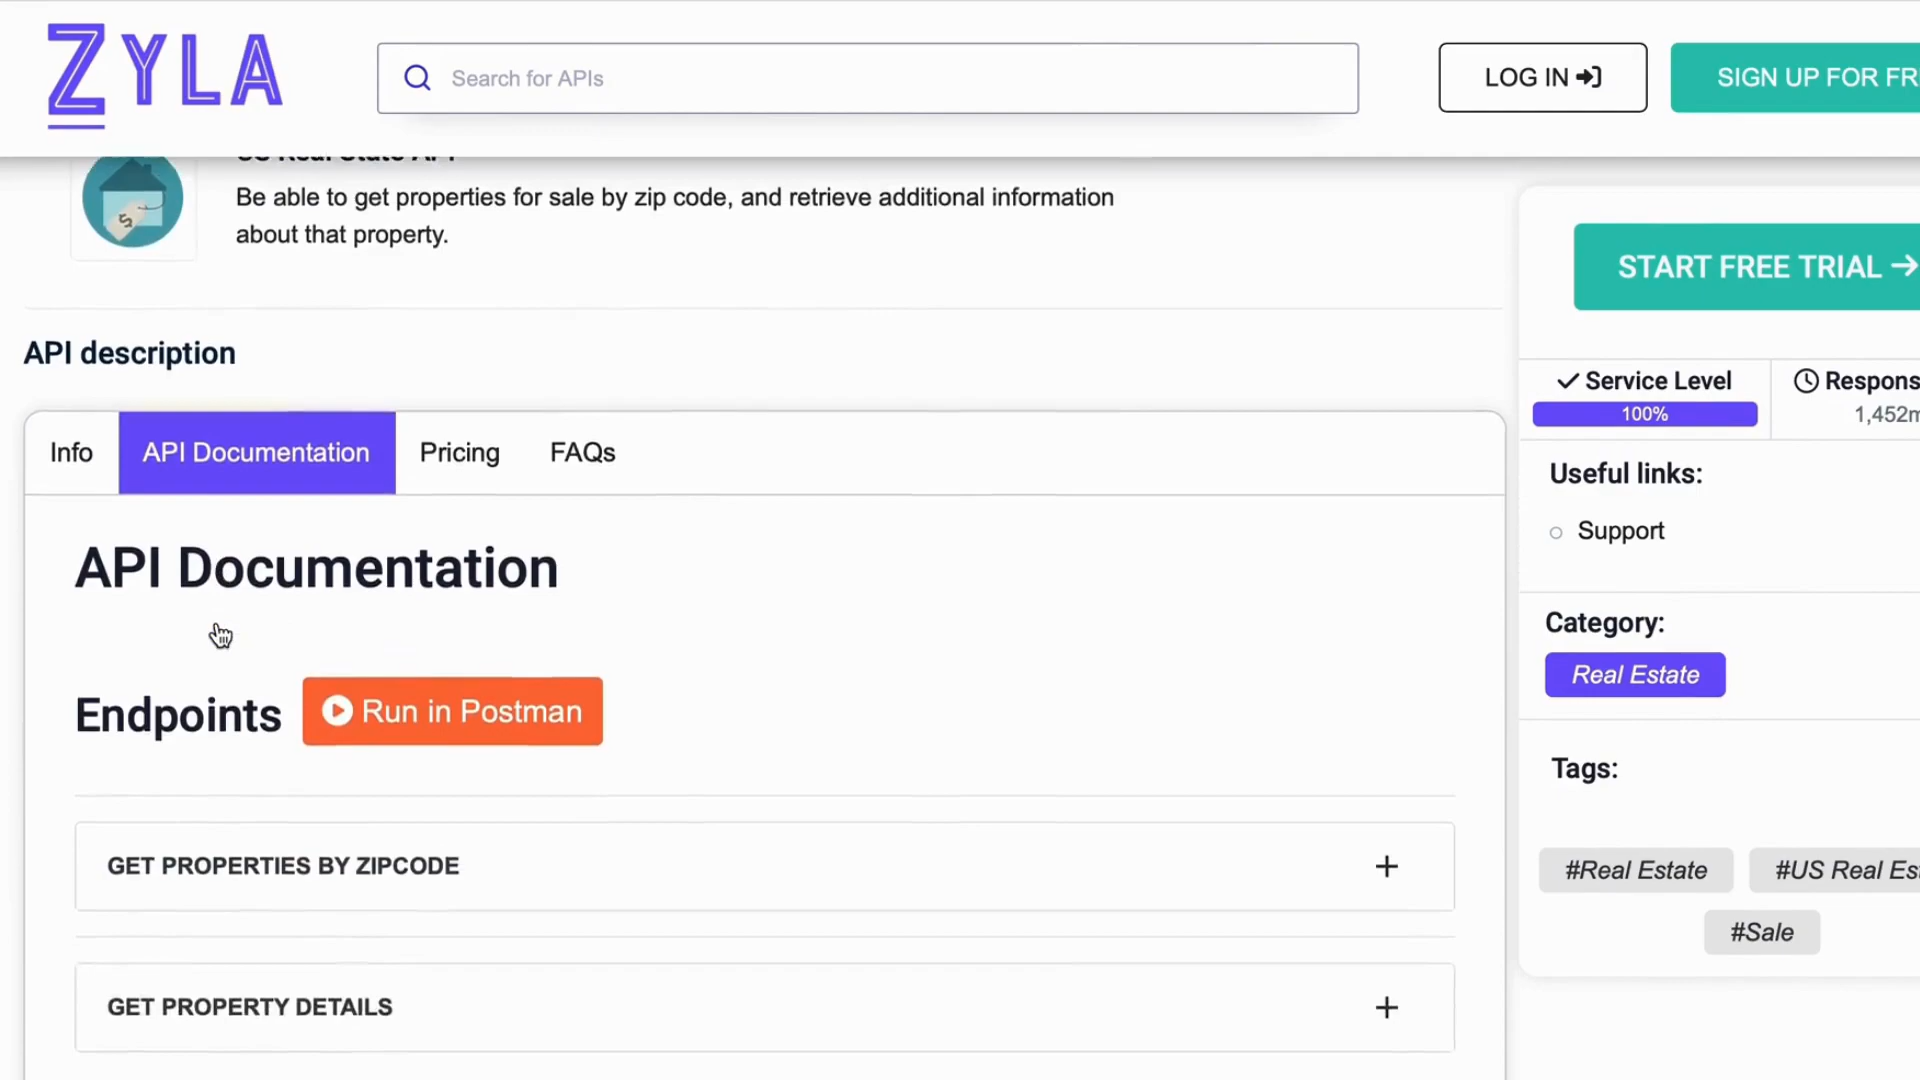 ZYLA
Search for APIs
LOG IN
SIGN UP FOR FR
Be able to get properties for sale by zip code, and retrieve additional information
about that property.
START FREE TRIAL
API description
Service Level
100%
Respons
1,452m
Info
API Documentation
Pricing
FAQs
Useful links:
Support
API Documentation
Category:
Real Estate
Endpoints
Run in Postman
Tags:
GET PROPERTIES BY ZIPCODE
#Real Estate
#US Real Es
#Sale
GET PROPERTY DETAILS